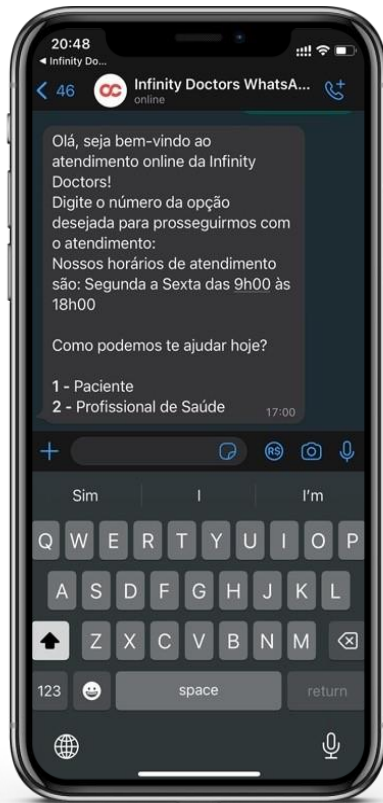 20:48
◀ Infinity Do...
46
Infinity Doctors WhatsA...
online
Olá, seja bem-vindo ao
atendimento online da Infinity
Doctors!
Digite o número da opção
desejada para prosseguirmos com
o atendimento:
Nossos horários de atendimento
são: Segunda a Sexta das 9h00 às
18h00
Como podemos te ajudar hoje?
1 - Paciente
2 - Profissional de Saúde
17:00
R$
Sim I I'm
Q W E R T Y U I O P
A S D F G H J K L
Z X C V B N M
123 space return